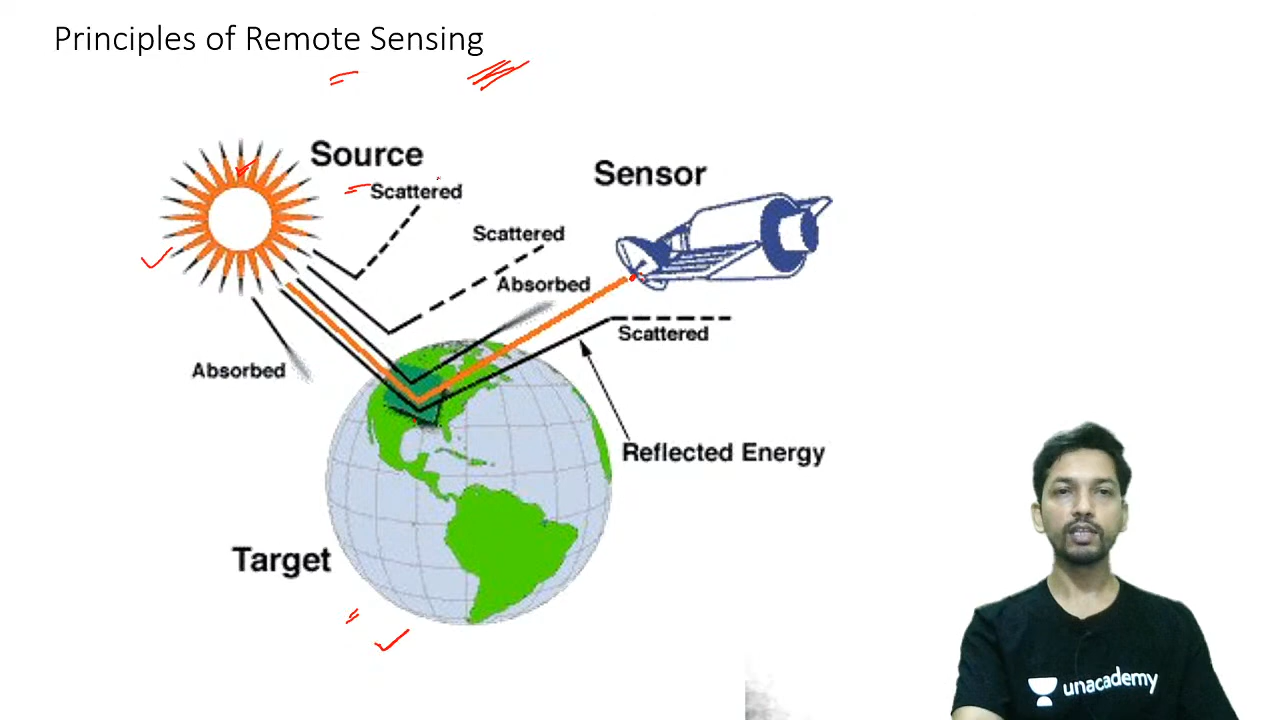 Principles of Remote Sensing
Source
Scattered
Sensor
Scattered
Absorbed
Scattered
Absorbed
Reflected Energy
Target
unacademy